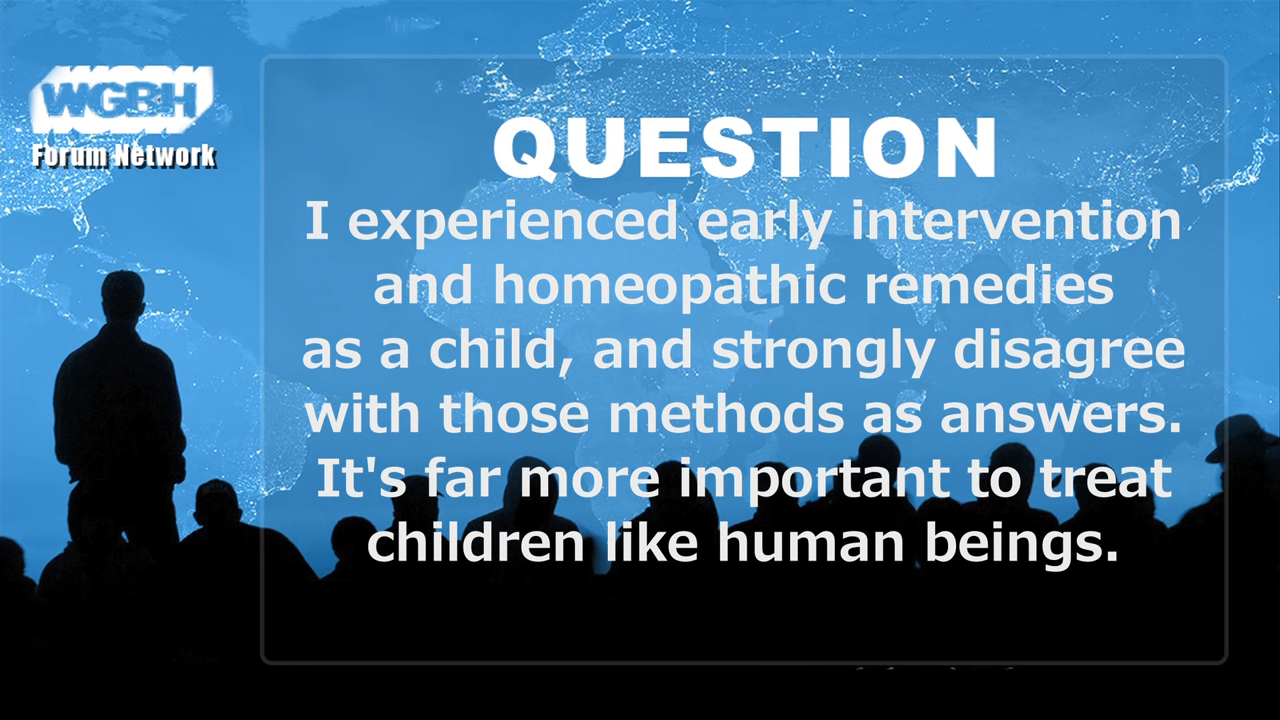 WGBH
Forum Network
QUESTION
I experienced early intervention
and homeopathic remedies
as a child, and strongly disagree
with those methods as answers.
It's far more important to treat
children like human beings.